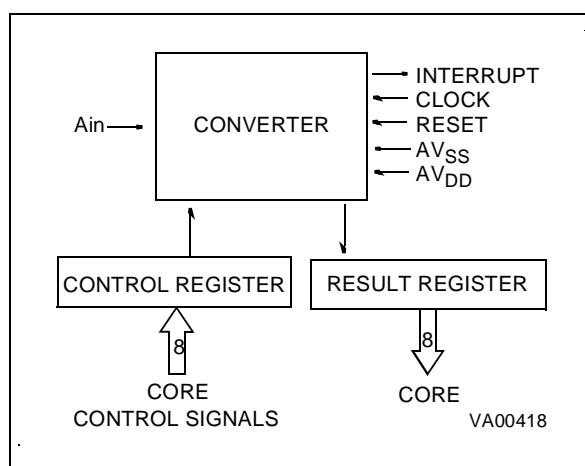 INTERRUPT
CLOCK
Ain
CONVERTER
RESET
AVSS
AVDD
CONTROL REGISTER
RESULT REGISTER
8
8
CORE
CONTROL SIGNALS
CORE
VA00418